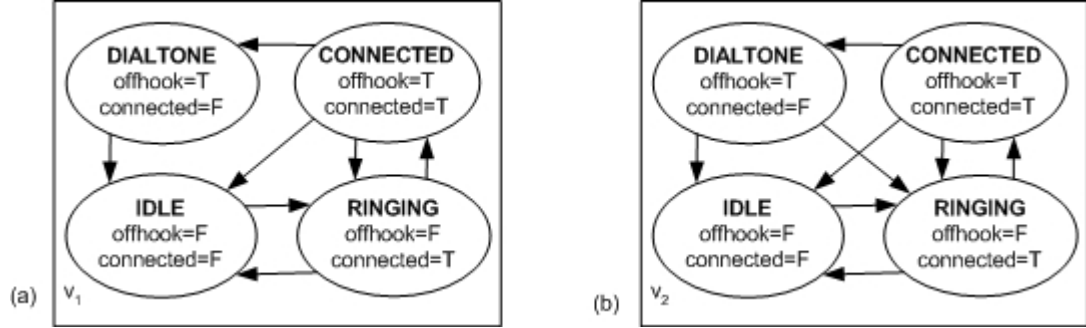 DIALTONE
offhook=T
connected=F
CONNECTED
offhook=T
connected=T
IDLE
offhook=F
connected=F
RINGING
offhook=F
connected=T
(a)
v1
DIALTONE
offhook=T
connected=F
CONNECTED
offhook=T
connected=T
IDLE
offhook=F
connected=F
RINGING
offhook=F
connected=T
(b)
v2